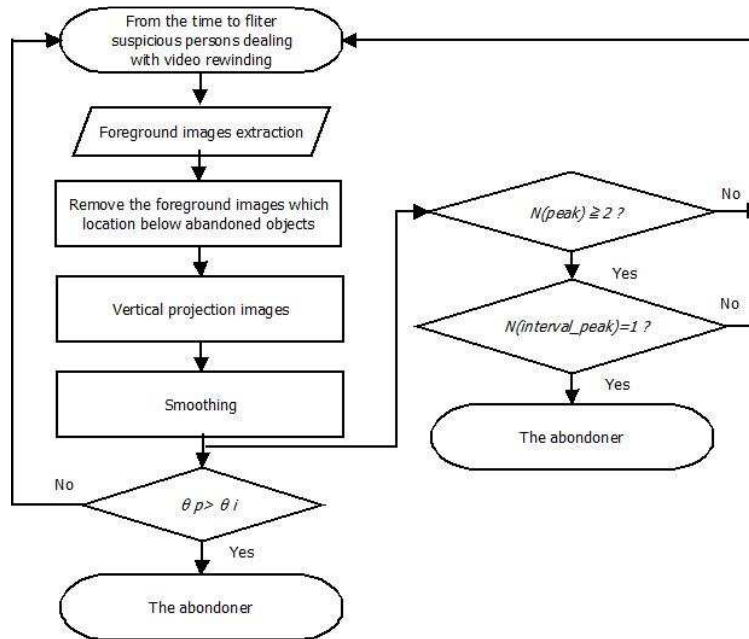 From the time to fliter
suspicious persons dealing
with video rewinding
Foreground images extraction
Remove the foreground images which
location below abandoned objects
Vertical projection images
Smoothing
No
θ p> θ i
Yes
The abondoner
N(peak) ≧ 2 ?
No
Yes
N(interval_peak)=1 ?
No
Yes
The abondoner